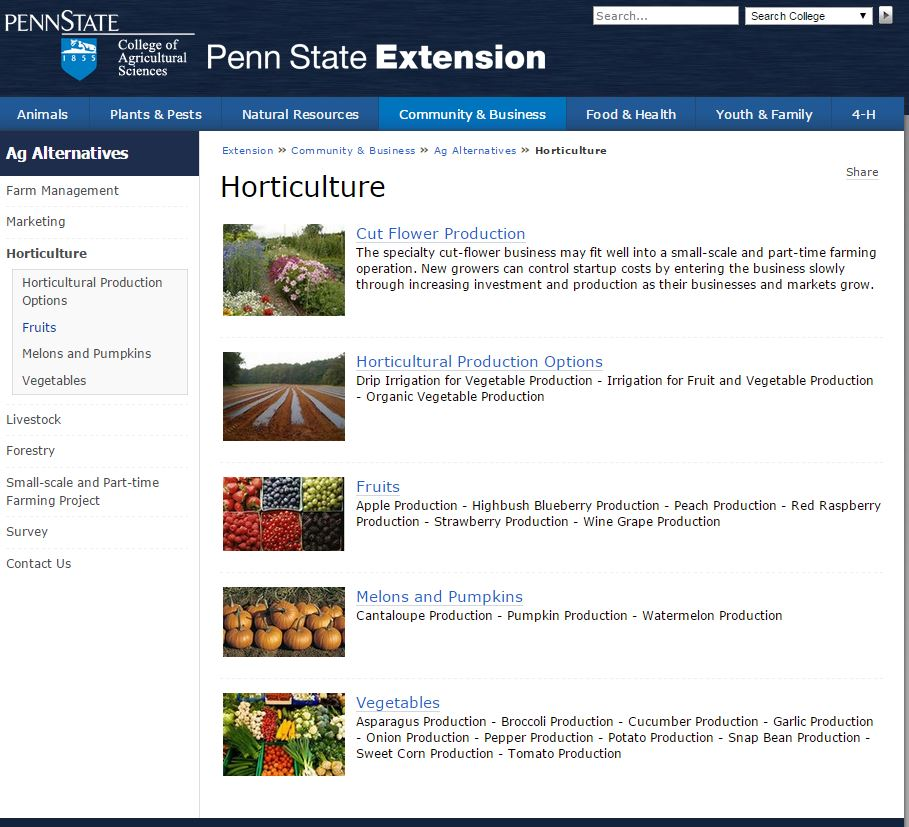 PENNSTATE
1855
College of
Agricultural
Sciences
Penn State Extension
Search...
Search College
Animals
Plants & Pests
Natural Resources
Community & Business
Food & Health
Youth & Family
4-H
Ag Alternatives
Farm Management
Marketing
Horticulture
Horticultural Production
Options
Fruits
Melons and Pumpkins
Vegetables
Livestock
Forestry
Small-scale and Part-time
Farming Project
Survey
Contact Us
Extension » Community & Business » Ag Alternatives » Horticulture
Share
Horticulture
Cut Flower Production
The specialty cut-flower business may fit well into a small-scale and part-time farming
operation. New growers can control startup costs by entering the business slowly
through increasing investment and production as their businesses and markets grow.
Horticultural Production Options
Drip Irrigation for Vegetable Production - Irrigation for Fruit and Vegetable Production
- Organic Vegetable Production
Fruits
Apple Production - Highbush Blueberry Production - Peach Production - Red Raspberry
Production - Strawberry Production - Wine Grape Production
Melons and Pumpkins
Cantaloupe Production - Pumpkin Production - Watermelon Production
Vegetables
Asparagus Production - Broccoli Production - Cucumber Production - Garlic Production
- Onion Production - Pepper Production - Potato Production - Snap Bean Production -
Sweet Corn Production - Tomato Production